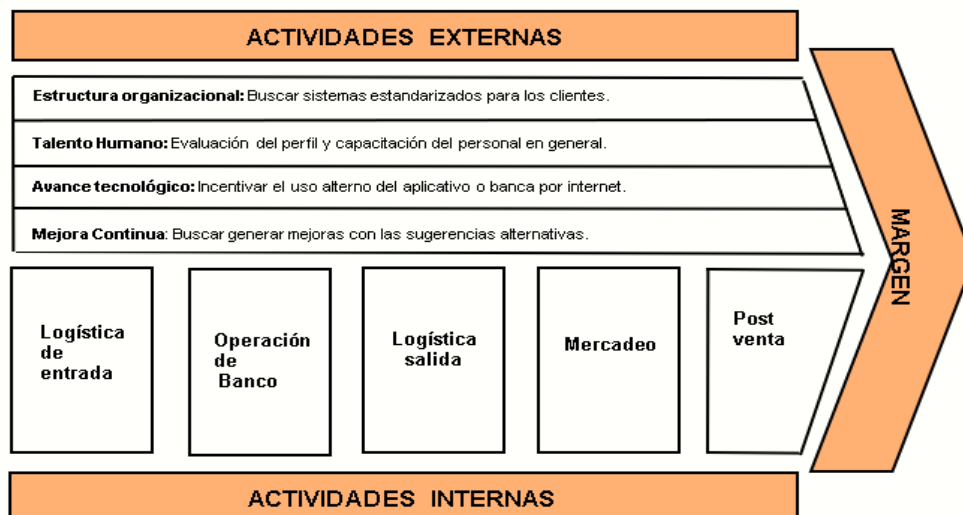 ACTIVIDADES EXTERNAS
Estructura organizacional: Buscar sistemas estandarizados para los clientes.
Talento Humano: Evaluación del perfil y capacitación del personal en general.
Avance tecnológico: Incentivar el uso alterno del aplicativo o banca por internet.
Mejora Continua: Buscar generar mejoras con las sugerencias alternativas.
Logística
de
entrada
Operación
de
Banco
Logística
salida
Mercadeo
Post
venta
MARGEN
ACTIVIDADES INTERNAS